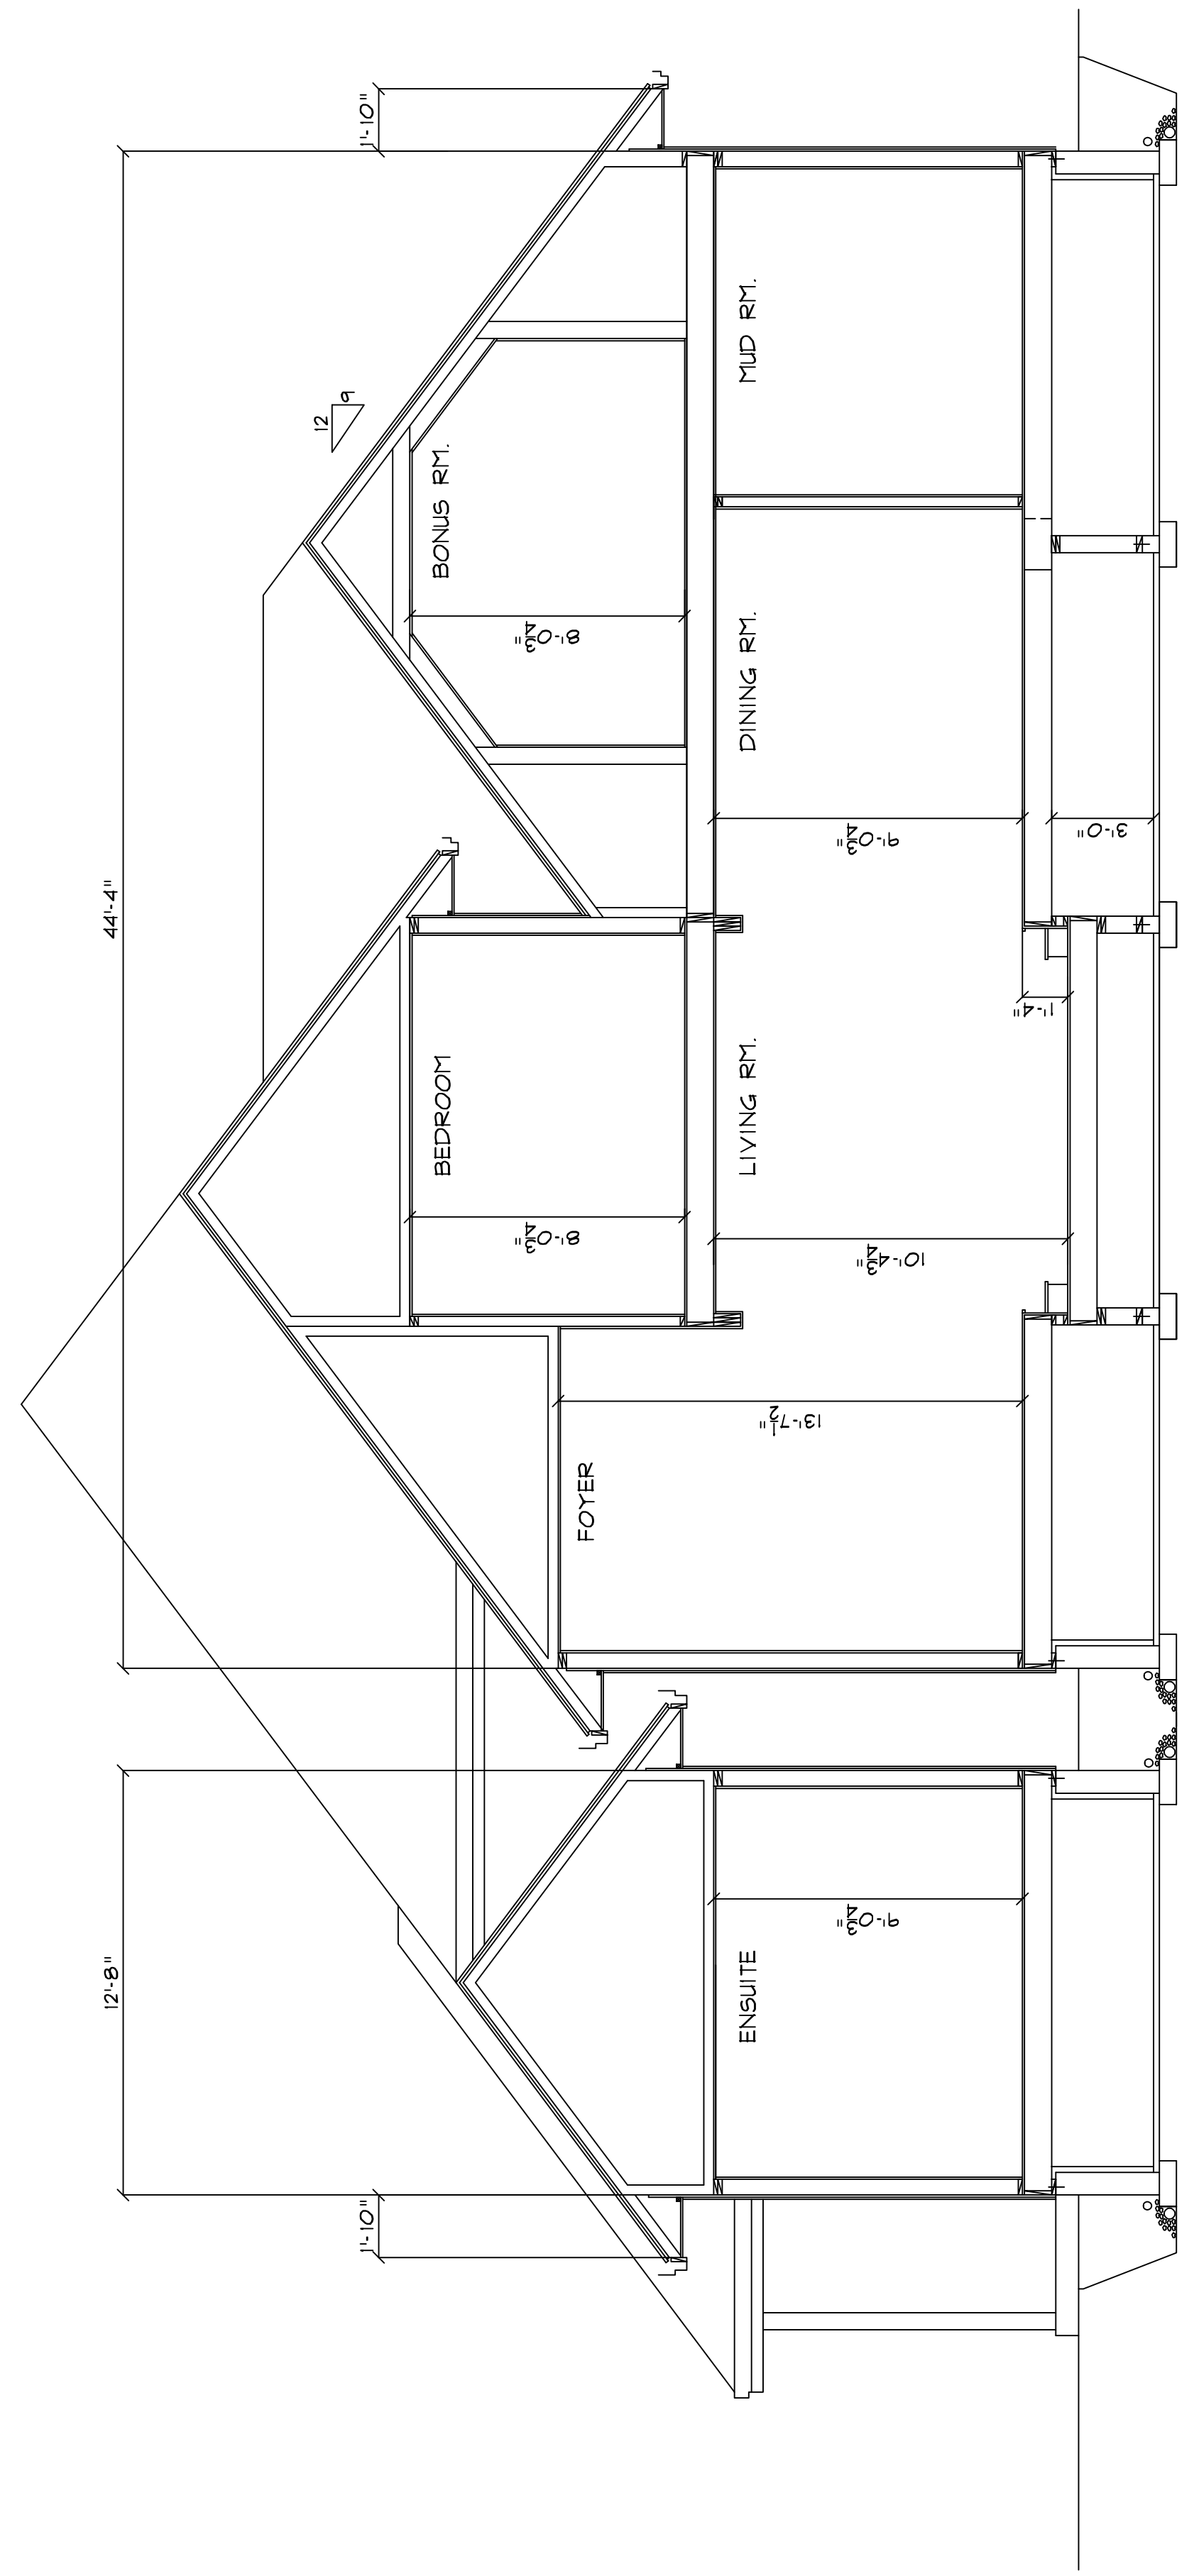 12'-8"
44'-4"
1'-10"
1'-10"
12
9
BEDROOM
BONUS RM.
8'-0 3/4"
8'-0 3/4"
FOYER
ENSUITE
LIVING RM.
DINING RM.
MUD RM.
9'-0 3/4"
13'-7 1/2"
10'-4 3/4"
9'-0 3/4"
1'-4"
3'-0"